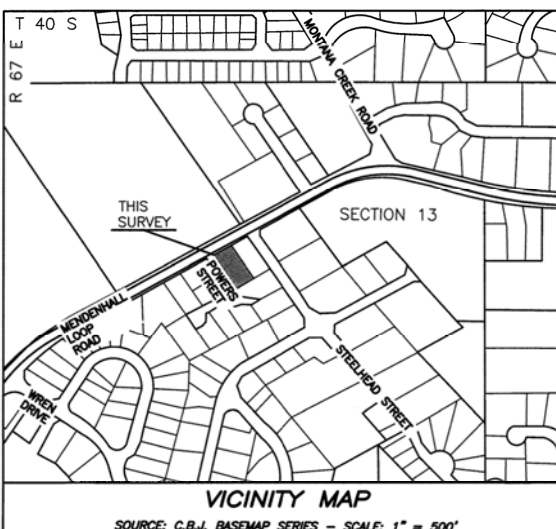 T 40 S
R 67 E
MONTANA CREEK ROAD
THIS
SURVEY
SECTION 13
POWERS
STREET
MENDENHALL
LOOP
ROAD
WREN
DRIVE
STEELHEAD STREET
VICINITY MAP
SOURCE: C.B.J. BASEMAP SERIES - SCALE: 1" = 500'